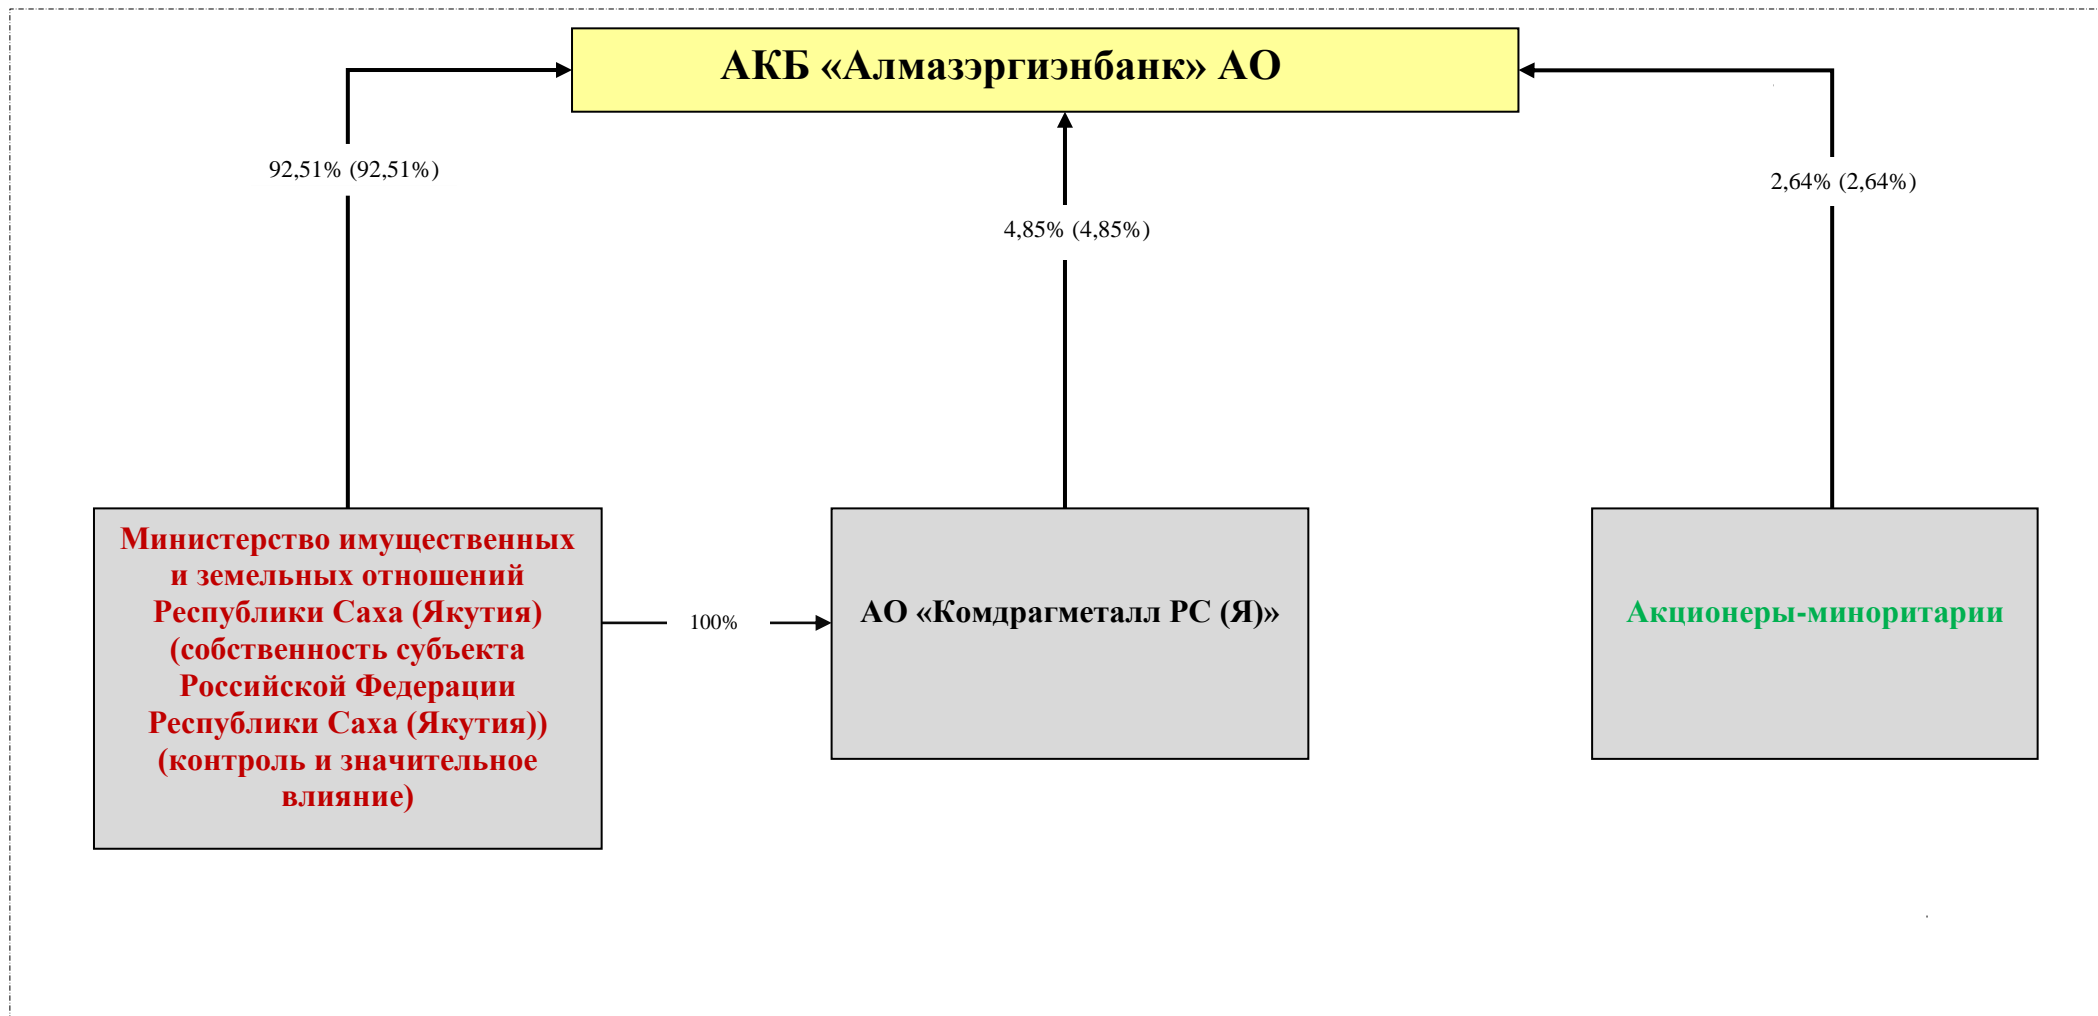 АКБ «Алмазэргиэнбанк» АО
92,51% (92,51%)
4,85% (4,85%)
2,64% (2,64%)
Министерство имущественных
и земельных отношений
Республики Саха (Якутия)
(собственность субъекта
Российской Федерации
Республики Саха (Якутия))
(контроль и значительное
влияние)
100%
АО «Комдрагметалл РС (Я)»
Акционеры-миноритарии